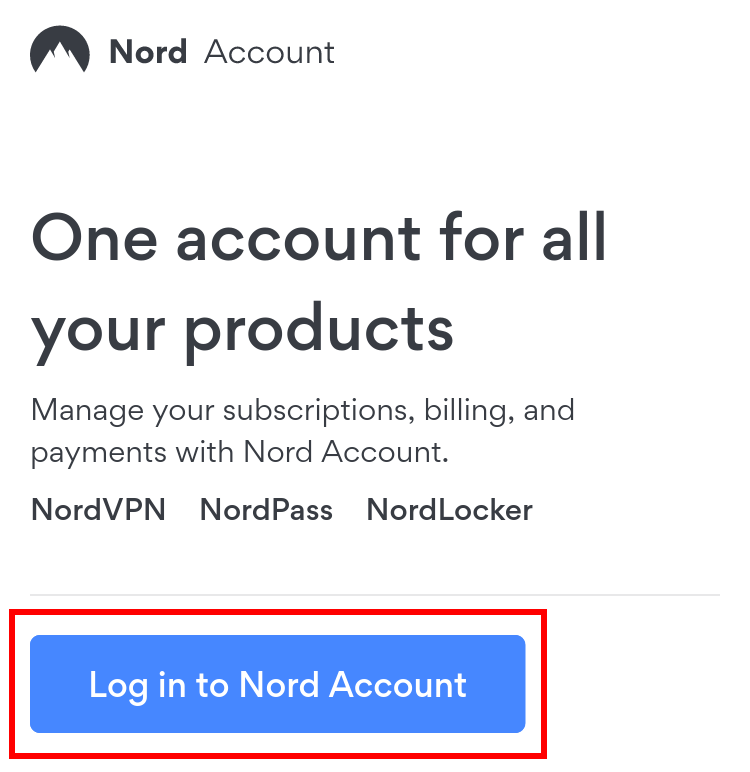 Nord Account
One account for all
your products
Manage your subscriptions, billing, and
payments with Nord Account.
NordVPN NordPass NordLocker
Log in to Nord Account